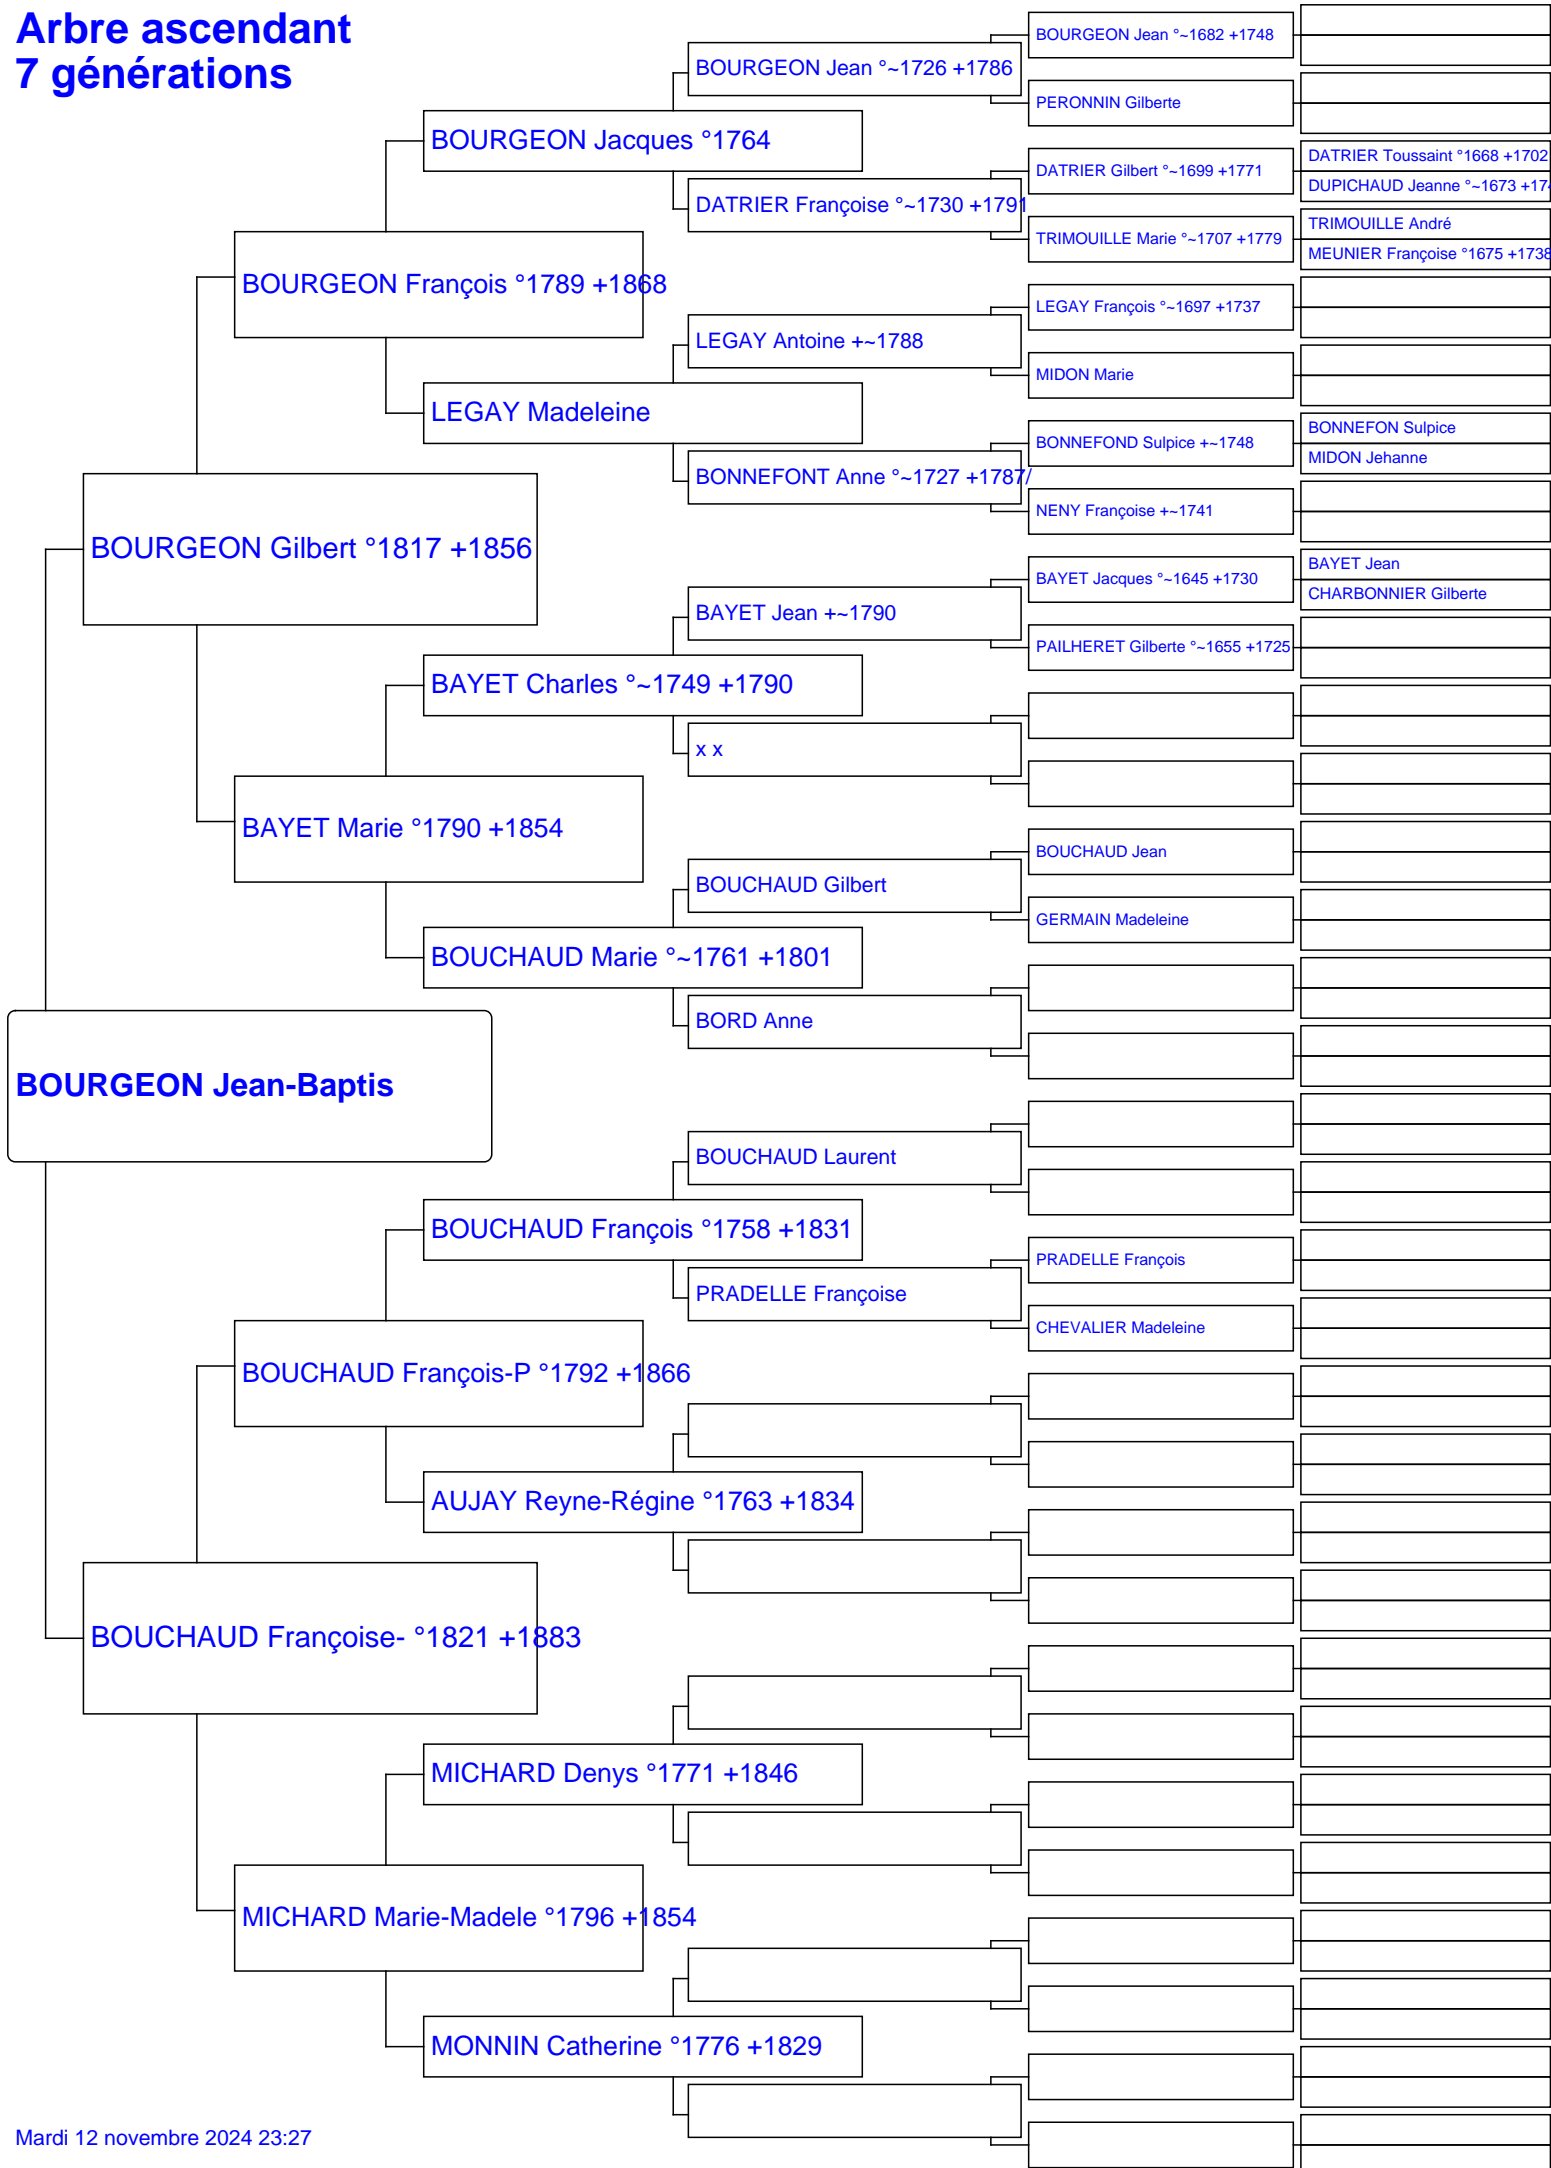 Arbre ascendant
7 générations
BOURGEON Jean °~1682 +1748
BOURGEON Jean °~1726 +1786
PERONNIN Gilberte
BOURGEON Jacques °1764
DATRIER Toussaint °1668 +1702
DATRIER Gilbert °~1699 +1771
DUPICHAUD Jeanne °~1673 +174
DATRIER Françoise °~1730 +1791
TRIMOUILLE André
TRIMOUILLE Marie °~1707 +1779
MEUNIER Françoise °1675 +1738
BOURGEON François °1789 +1868
LEGAY François °~1697 +1737
LEGAY Antoine +~1788
MIDON Marie
LEGAY Madeleine
BONNEFON Sulpice
BONNEFOND Sulpice +~1748
MIDON Jehanne
BONNEFONT Anne °~1727 +1787/
NENY Françoise +~1741
BOURGEON Gilbert °1817 +1856
BAYET Jean
BAYET Jacques °~1645 +1730
CHARBONNIER Gilberte
BAYET Jean +~1790
PAILHERET Gilberte °~1655 +1725
BAYET Charles °~1749 +1790
x x
BAYET Marie °1790 +1854
BOUCHAUD Jean
BOUCHAUD Gilbert
GERMAIN Madeleine
BOUCHAUD Marie °~1761 +1801
BORD Anne
BOURGEON Jean-Baptis
BOUCHAUD Laurent
BOUCHAUD François °1758 +1831
PRADELLE François
PRADELLE Françoise
CHEVALIER Madeleine
BOUCHAUD François-P °1792 +1866
AUJAY Reyne-Régine °1763 +1834
BOUCHAUD Françoise- °1821 +1883
MICHARD Denys °1771 +1846
MICHARD Marie-Madele °1796 +1854
MONNIN Catherine °1776 +1829
Mardi 12 novembre 2024 23:27